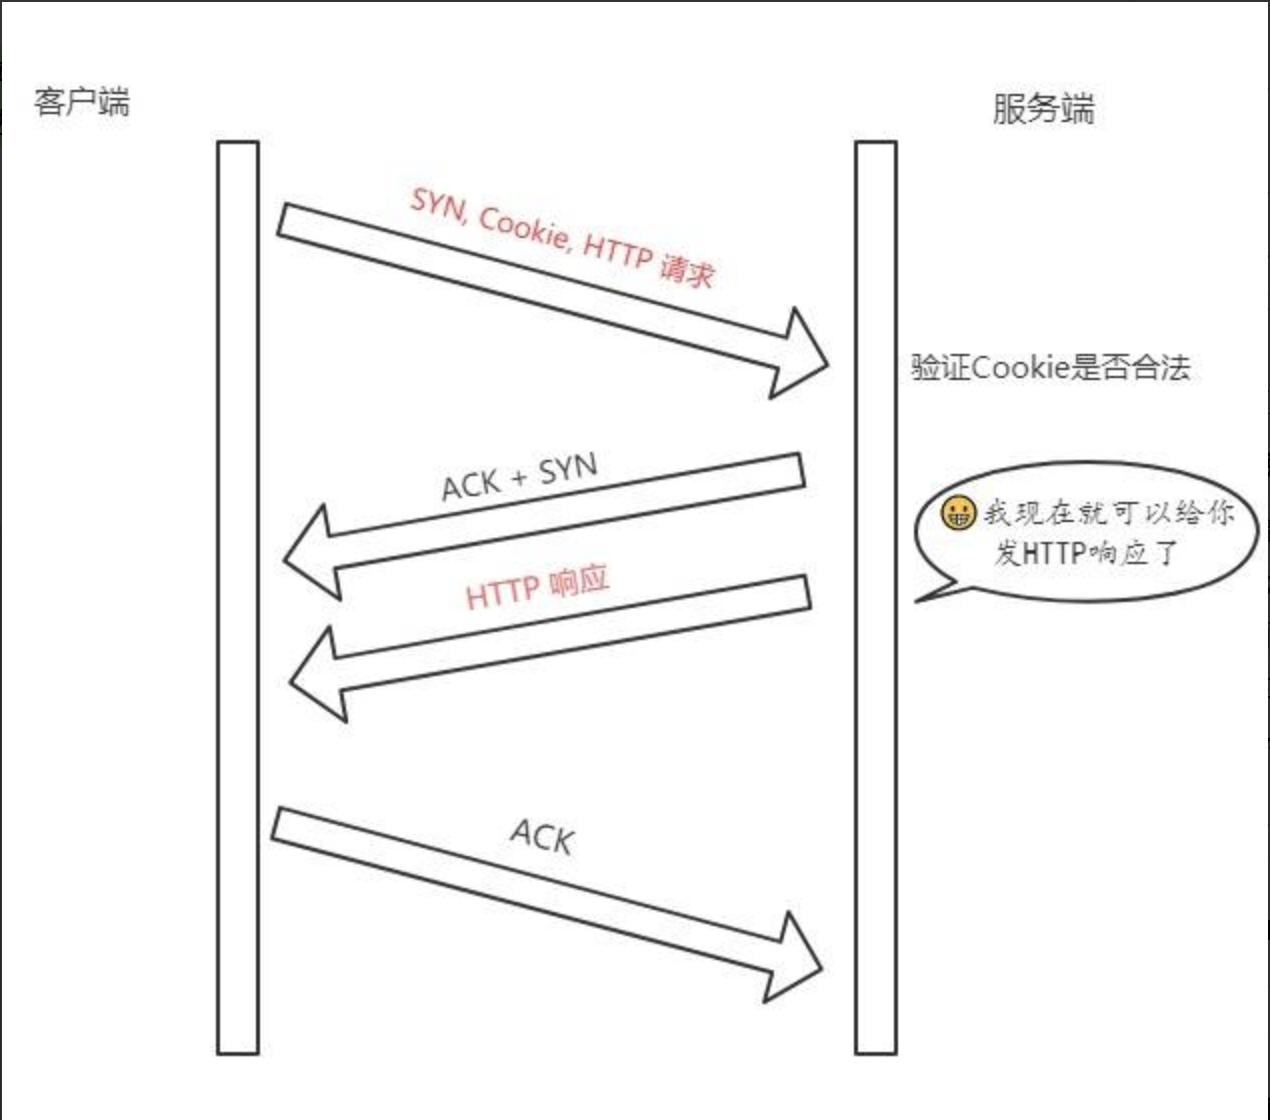 客户端
服务端
SYN, Cookie, HTTP 请求
验证Cookie是否合法
ACK + SYN
😀我现在就可以给你
发HTTP响应了
HTTP 响应
ACK